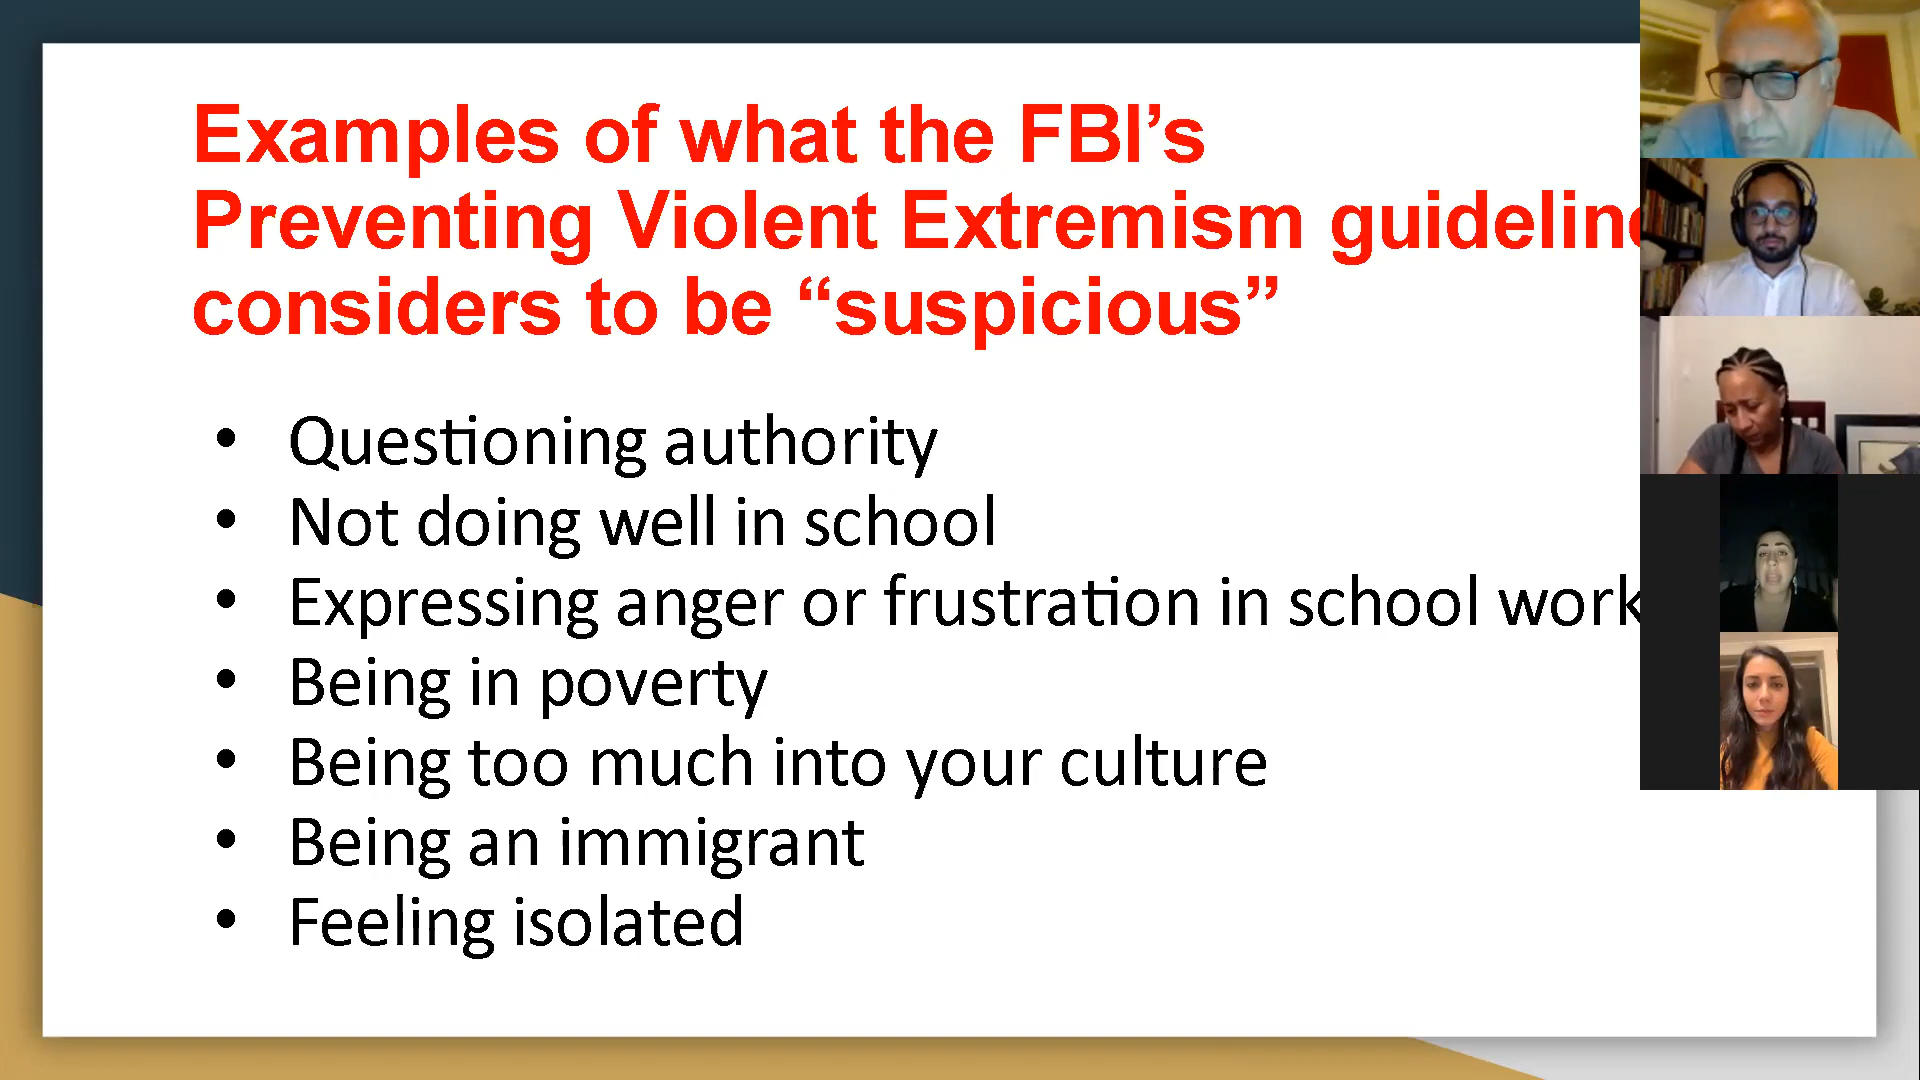 Examples of what the FBI’s
Preventing Violent Extremism
considers to be “suspicious”
• Questioning authority
• Not doing well in school
• Expressing anger or frustration in school work
• Being in poverty
• Being too much into your culture
• Being an immigrant
• Feeling isolated